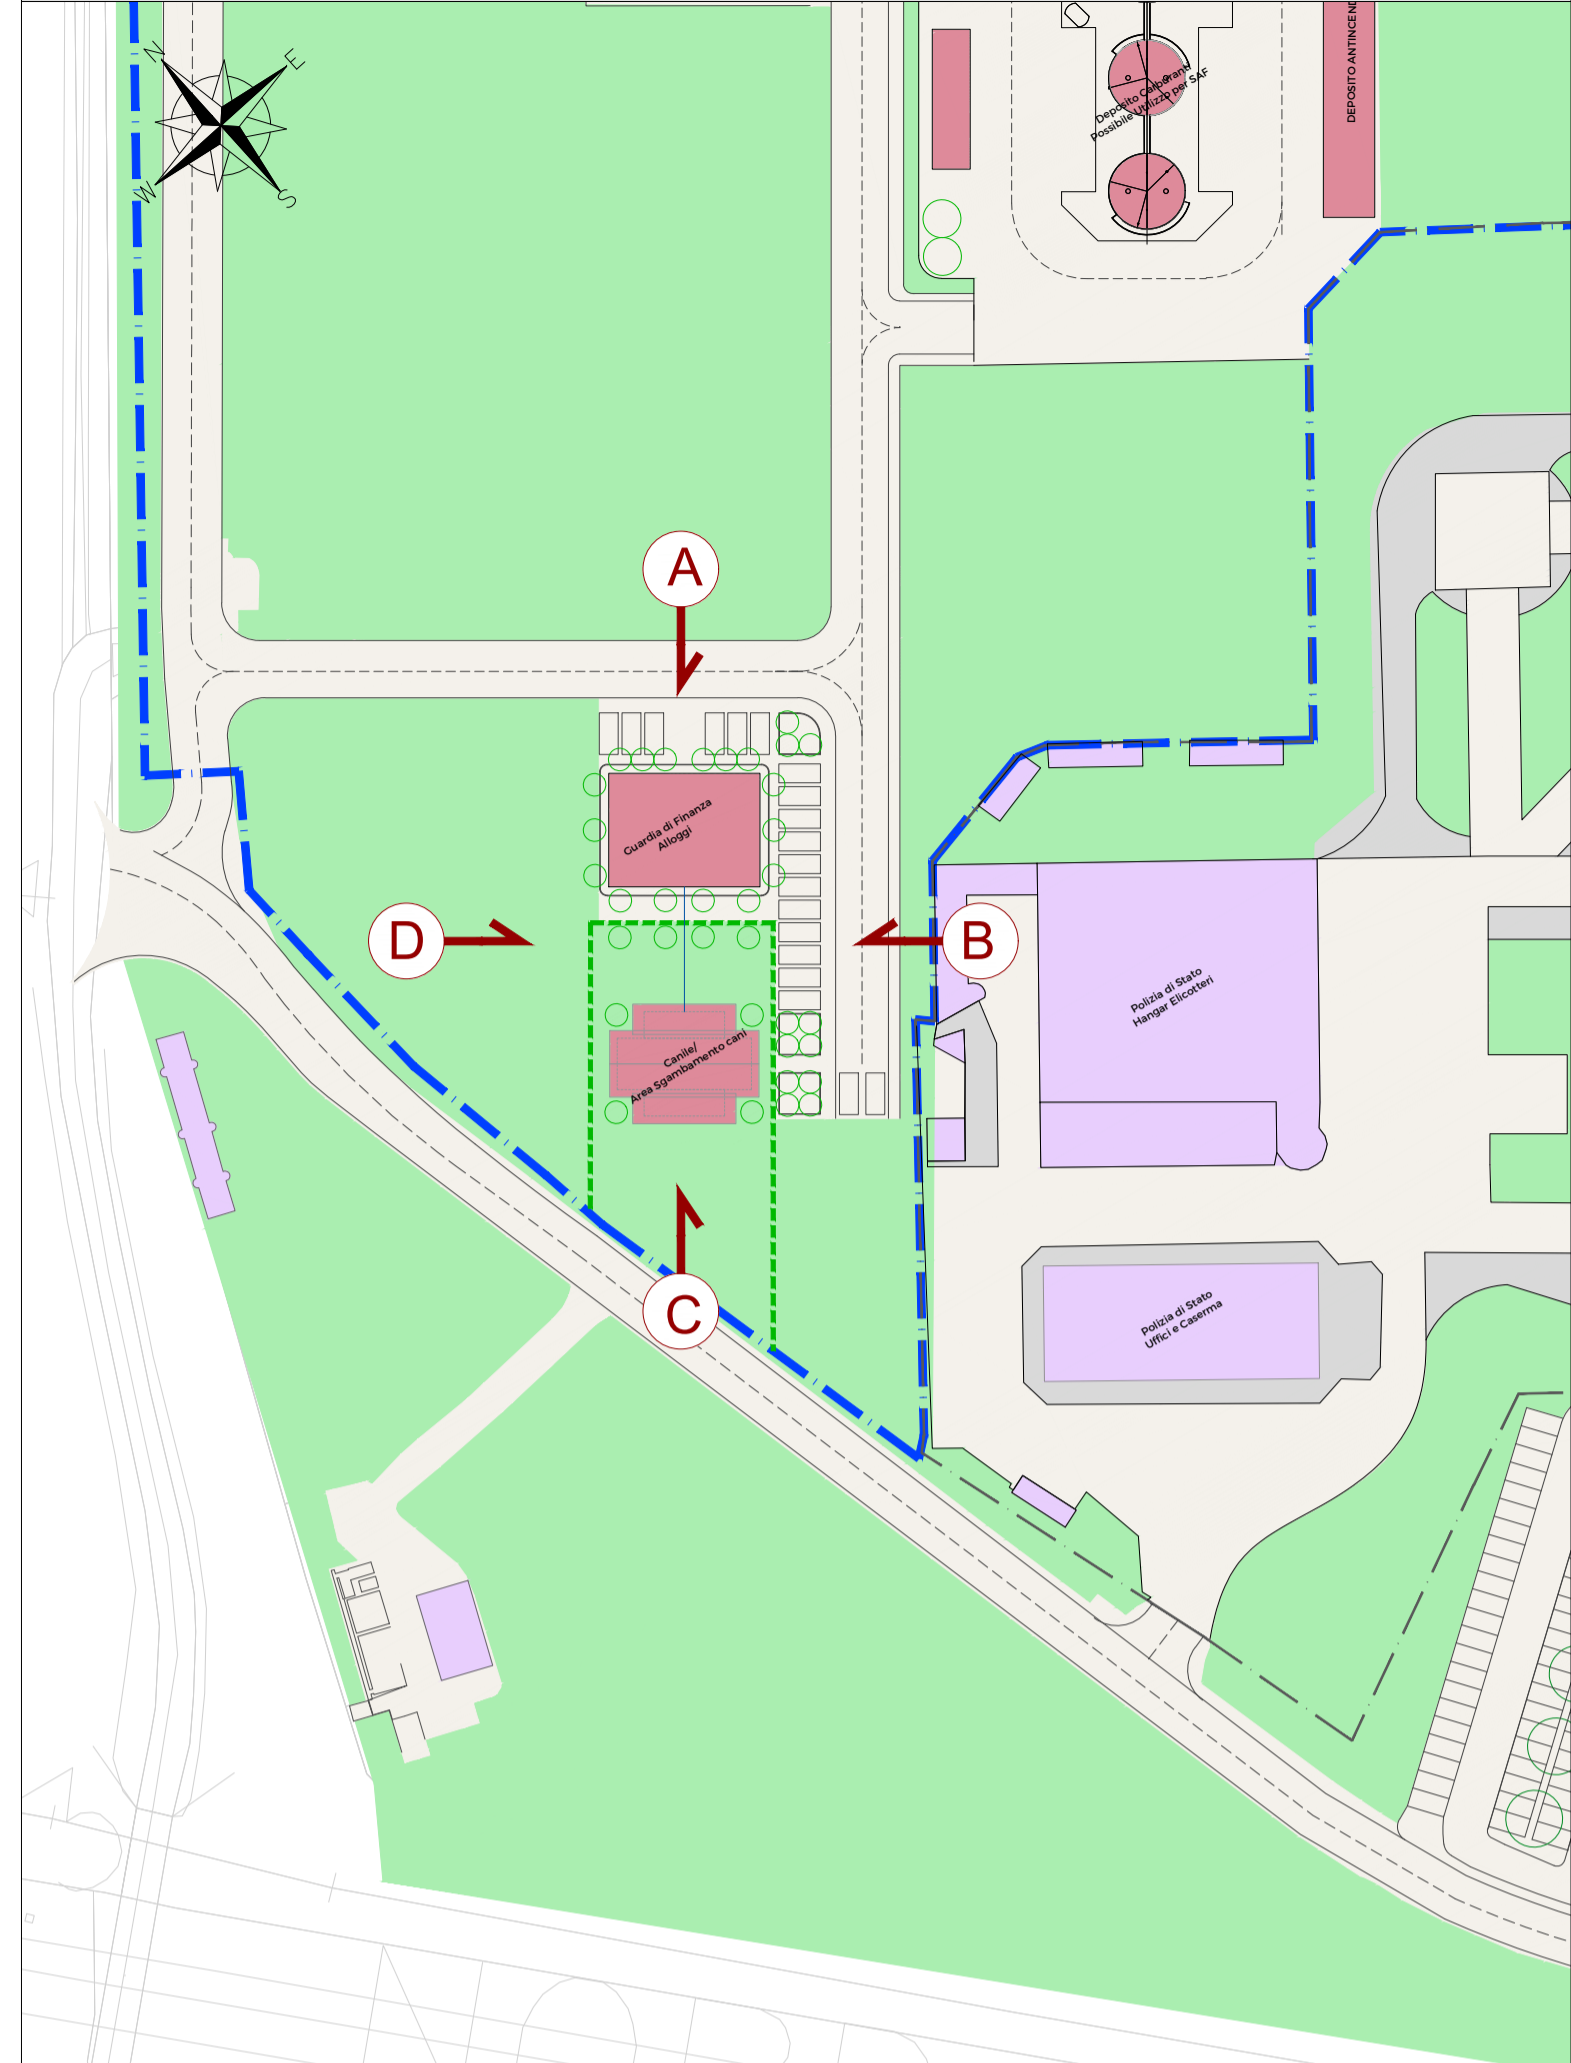 N
E
W
S
Deposito Carburanti
Possibile Utilizzo per SAF
DEPOSITO ANTINCEND
A
Guardia di Finanza
Alloggi
D
B
Polizia di Stato
Hangar Elicotteri
Canile/
Area Sgambamento cani
C
Polizia di Stato
Uffici e Caserma